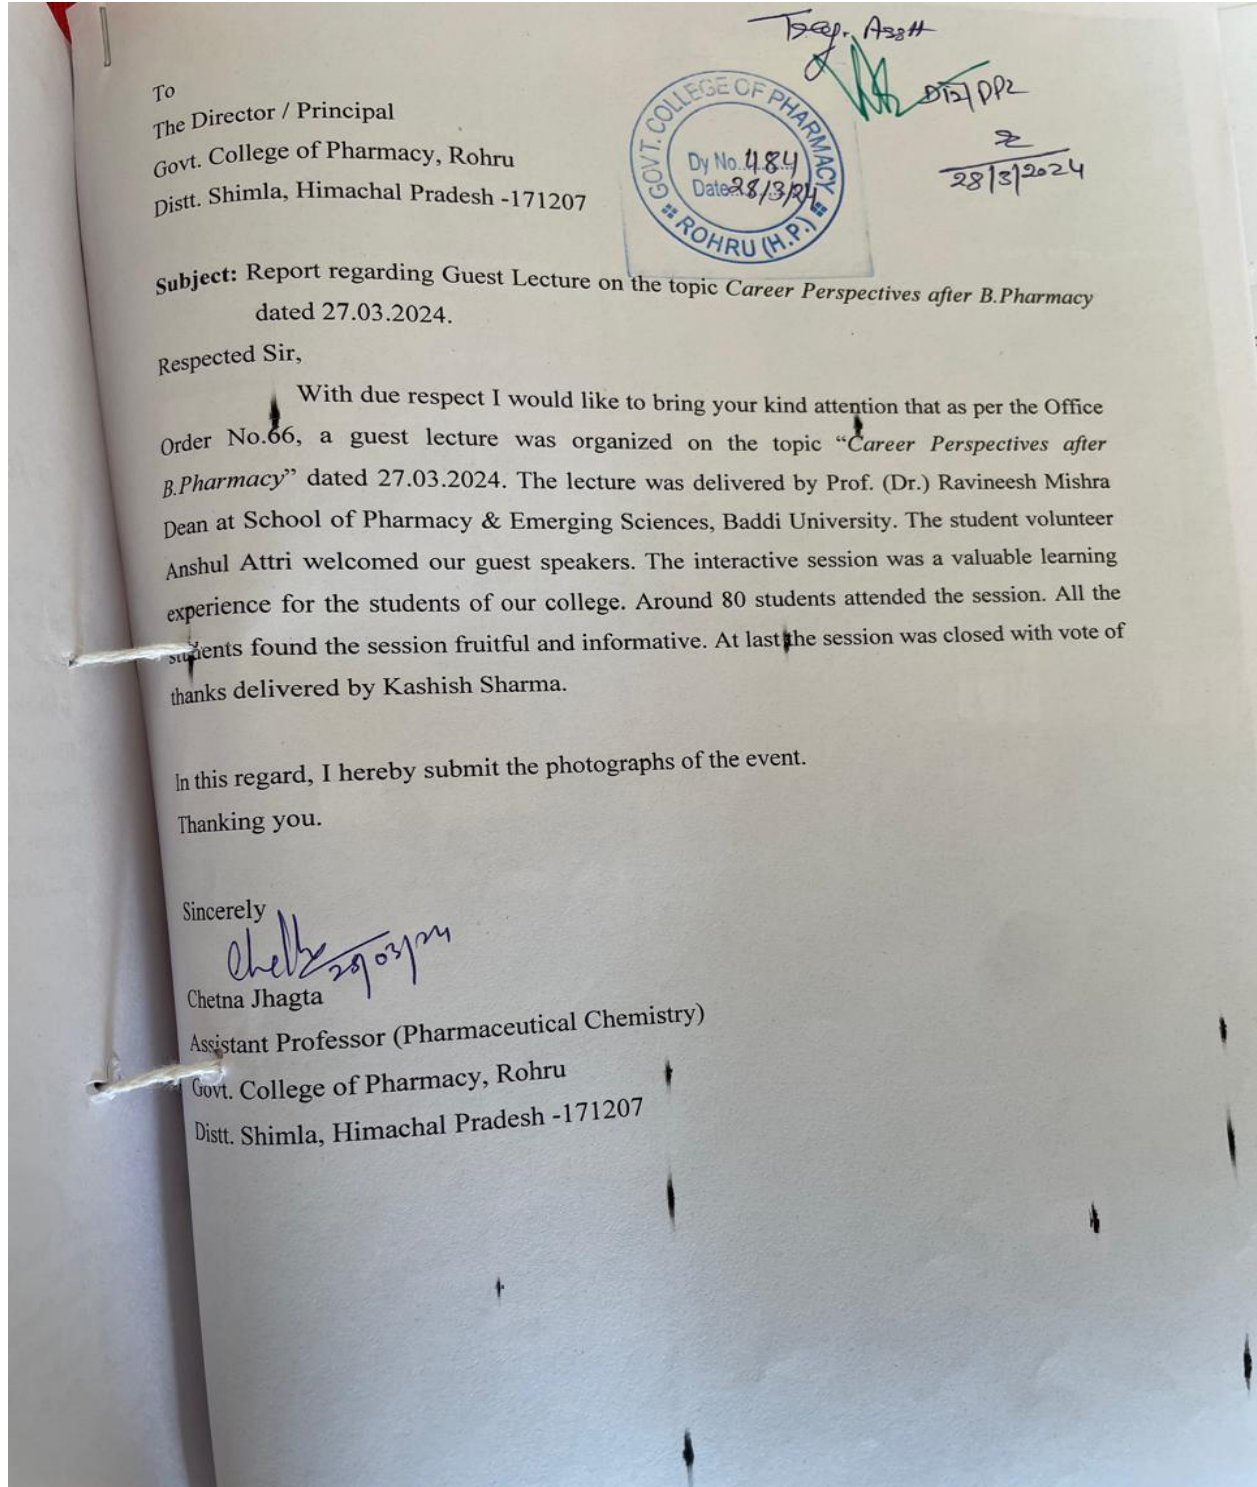 Asstt
28/3/2024
GOVT. COLLEGE OF PHARMACY
Dy No. 484
Date 28/3/24
ROHRU (H.P.)
To
The Director / Principal
Govt. College of Pharmacy, Rohru
Distt. Shimla, Himachal Pradesh -171207
Subject: Report regarding Guest Lecture on the topic Career Perspectives after B.Pharmacy
dated 27.03.2024.
Respected Sir,
With due respect I would like to bring your kind attention that as per the Office
Order No.66, a guest lecture was organized on the topic “Career Perspectives after
B.Pharmacy” dated 27.03.2024. The lecture was delivered by Prof. (Dr.) Ravineesh Mishra
Dean at School of Pharmacy & Emerging Sciences, Baddi University. The student volunteer
Anshul Attri welcomed our guest speakers. The interactive session was a valuable learning
experience for the students of our college. Around 80 students attended the session. All the
students found the session fruitful and informative. At last the session was closed with vote of
thanks delivered by Kashish Sharma.
In this regard, I hereby submit the photographs of the event.
Thanking you.
Sincerely
28/03/24
Chetna Jhagta
Assistant Professor (Pharmaceutical Chemistry)
Govt. College of Pharmacy, Rohru
Distt. Shimla, Himachal Pradesh -171207